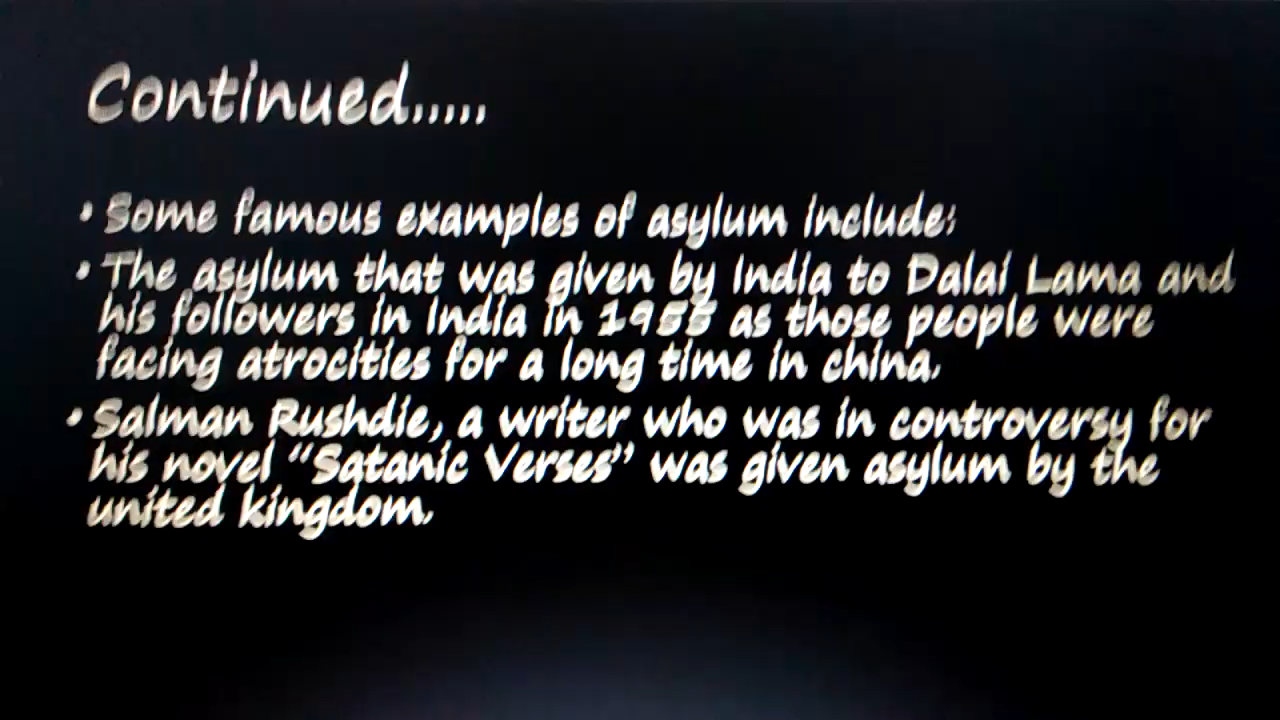 Continued.....
• Some famous examples of asylum include:
• The asylum that was given by India to Dalai Lama and
his followers in India in 1955 as those people were
facing atrocities for a long time in china.
• Salman Rushdie, a writer who was in controversy for
his novel “Satanic Verses” was given asylum by the
united kingdom.